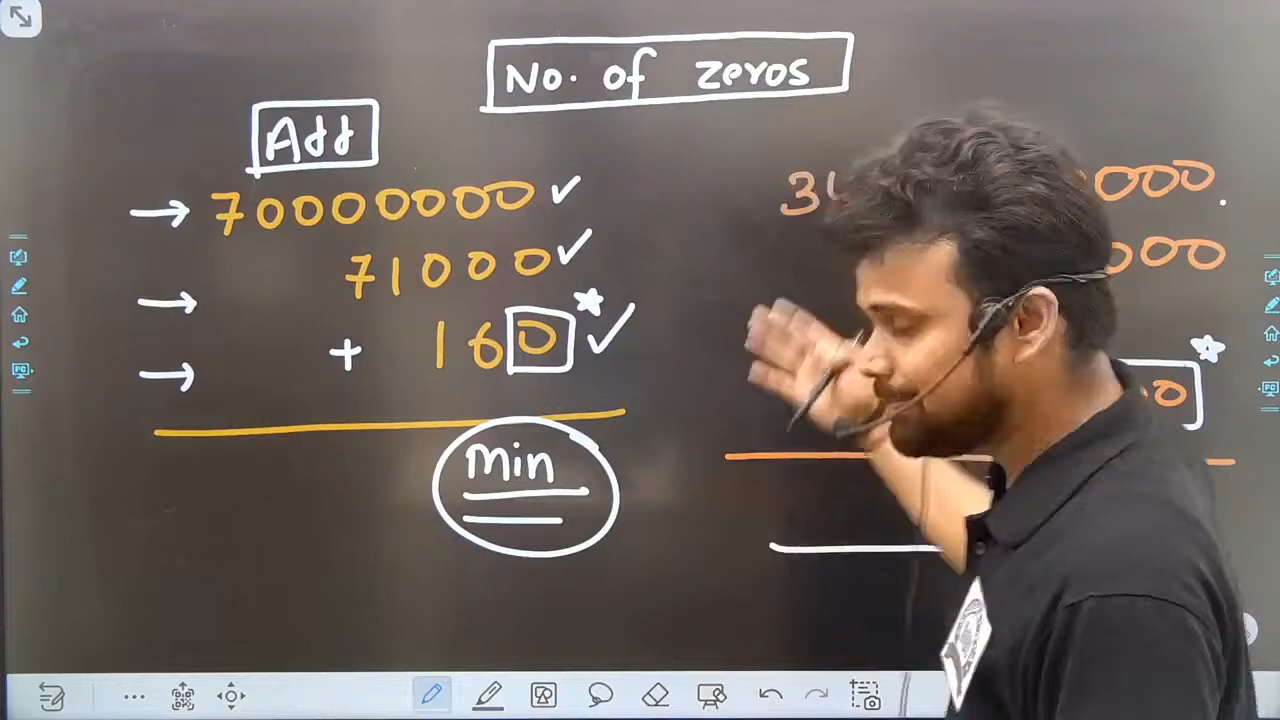 No. of zeros
Add
70000000
71000
+ 160
Min